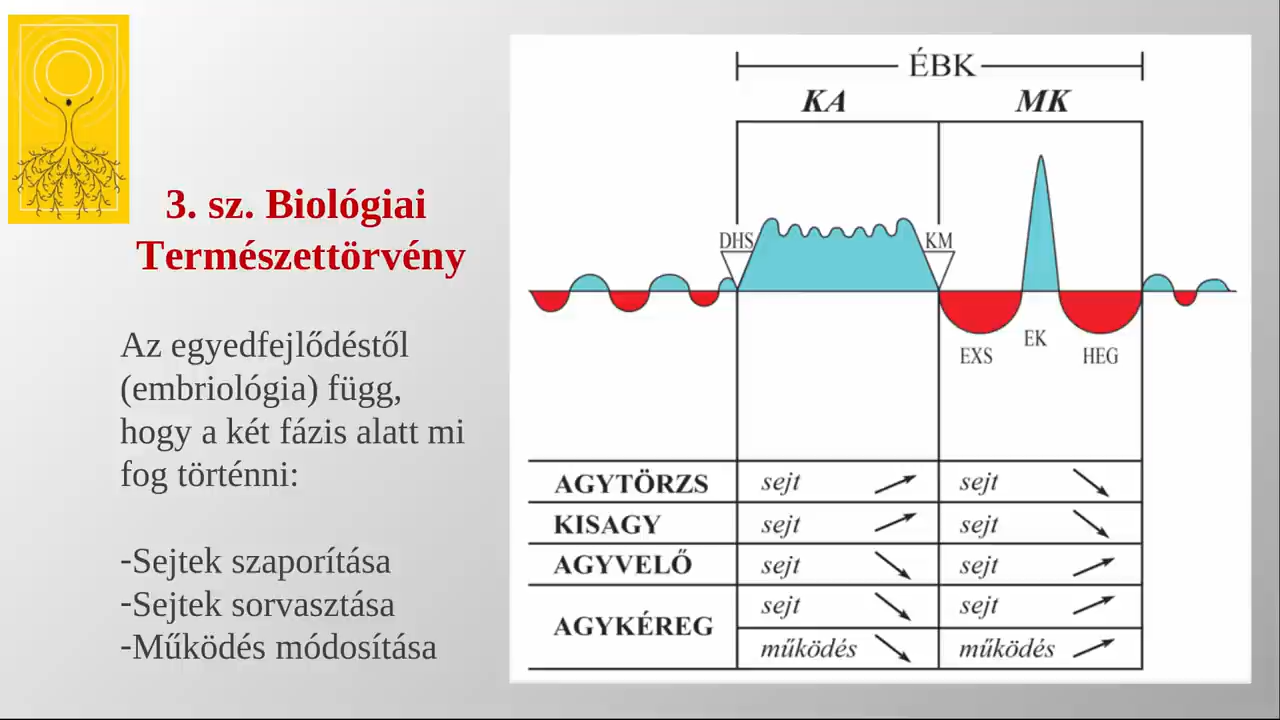 3. sz. Biológiai
Természettörvény
Az egyedfejlődéstől
(embriológia) függ,
hogy a két fázis alatt mi
fog történni:
-Sejtek szaporítása
-Sejtek sorvasztása
-Működés módosítása
ÉBK
KA MK
DHS KM
EXS EK HEG
AGYTÖRZS sejt sejt
KISAGY sejt sejt
AGYVELŐ sejt sejt
AGYKÉREG sejt sejt
működés működés